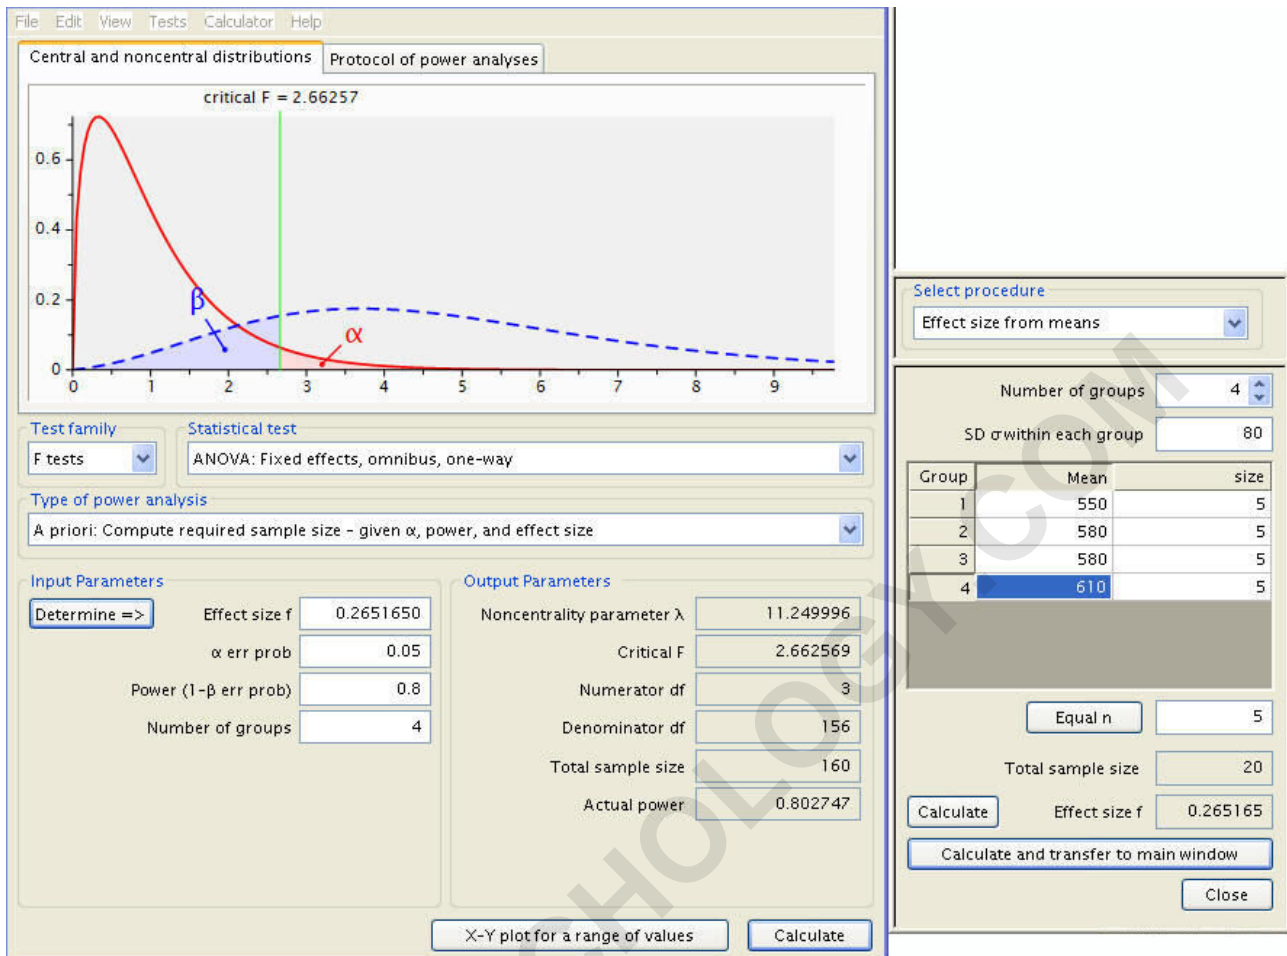 File Edit View Tests Calculator Help
Central and noncentral distributions
Protocol of power analyses
critical F = 2.66257
0.6
0.4
0.2
0
β
α
0 1 2 3 4 5 6 7 8 9
Test family
Statistical test
F tests
ANOVA: Fixed effects, omnibus, one-way
Type of power analysis
A priori: Compute required sample size - given α, power, and effect size
Input Parameters
Determine =>
Effect size f 0.2651650
α err prob 0.05
Power (1-β err prob) 0.8
Number of groups 4
Output Parameters
Noncentrality parameter λ 11.249996
Critical F 2.662569
Numerator df 3
Denominator df 156
Total sample size 160
Actual power 0.802747
X-Y plot for a range of values
Calculate
Select procedure
Effect size from means
Number of groups 4
SD σ within each group 80
Group Mean size
1 550 5
2 580 5
3 580 5
4 610 5
Equal n 5
Total sample size 20
Calculate
Effect size f 0.265165
Calculate and transfer to main window
Close
CHOLOGY.COM